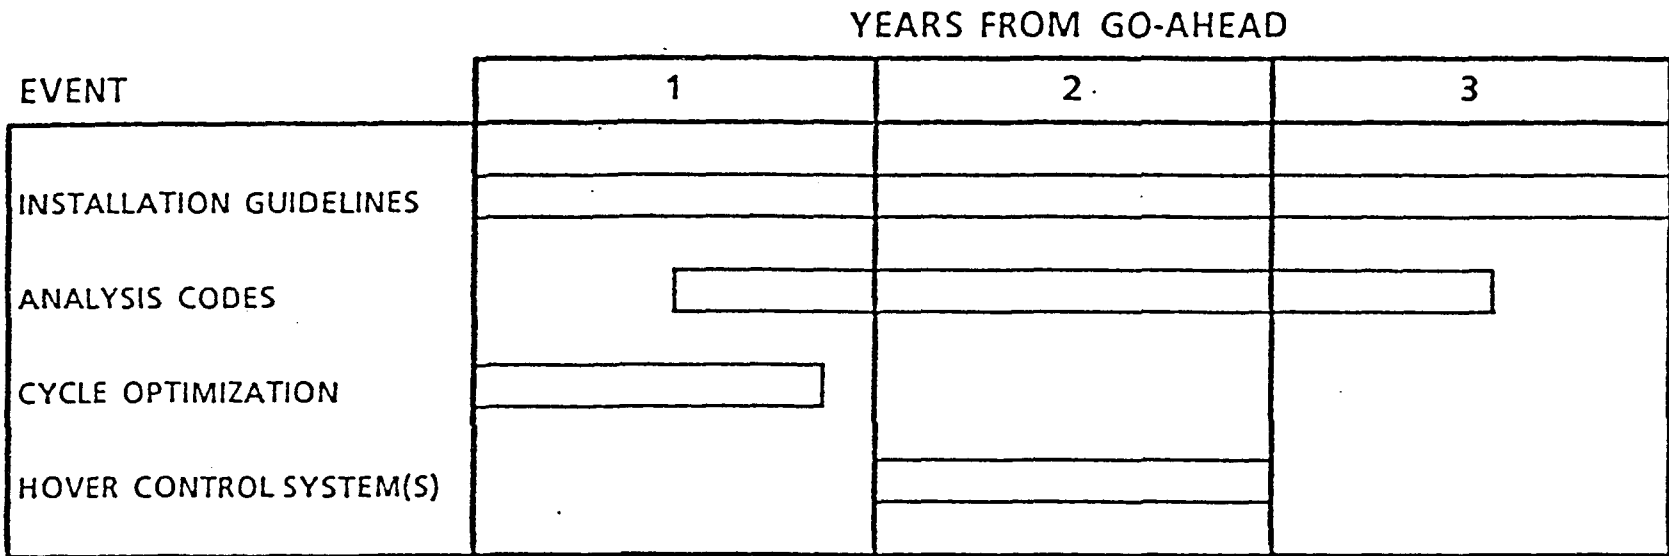 YEARS FROM GO-AHEAD
EVENT 1 2 3
INSTALLATION GUIDELINES
ANALYSIS CODES
CYCLE OPTIMIZATION
HOVER CONTROL SYSTEM(S)